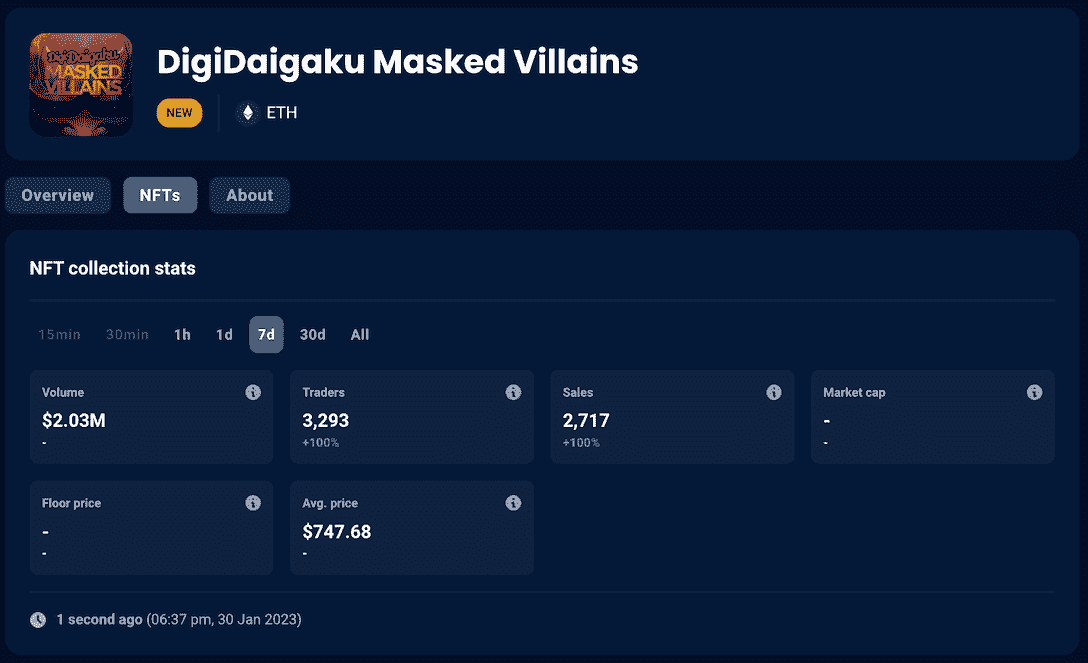 DigiDaigaku
MASKED
VILLAINS
DigiDaigaku Masked Villains
NEW
ETH
Overview
NFTs
About
NFT collection stats
15min 30min 1h 1d 7d 30d All
Volume
$2.03M
-
Traders
3,293
+100%
Sales
2,717
+100%
Market cap
-
-
Floor price
-
-
Avg. price
$747.68
-
1 second ago (06:37 pm, 30 Jan 2023)